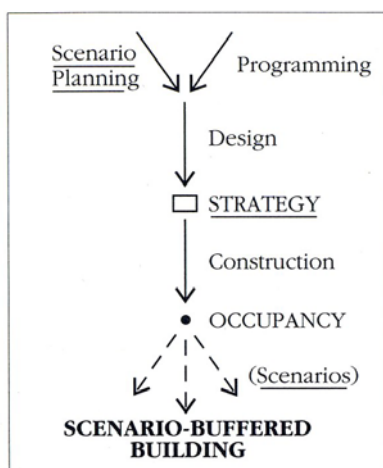 Scenario
Planning
Programming
Design
STRATEGY
Construction
OCCUPANCY
(Scenarios)
SCENARIO-BUFFERED
BUILDING